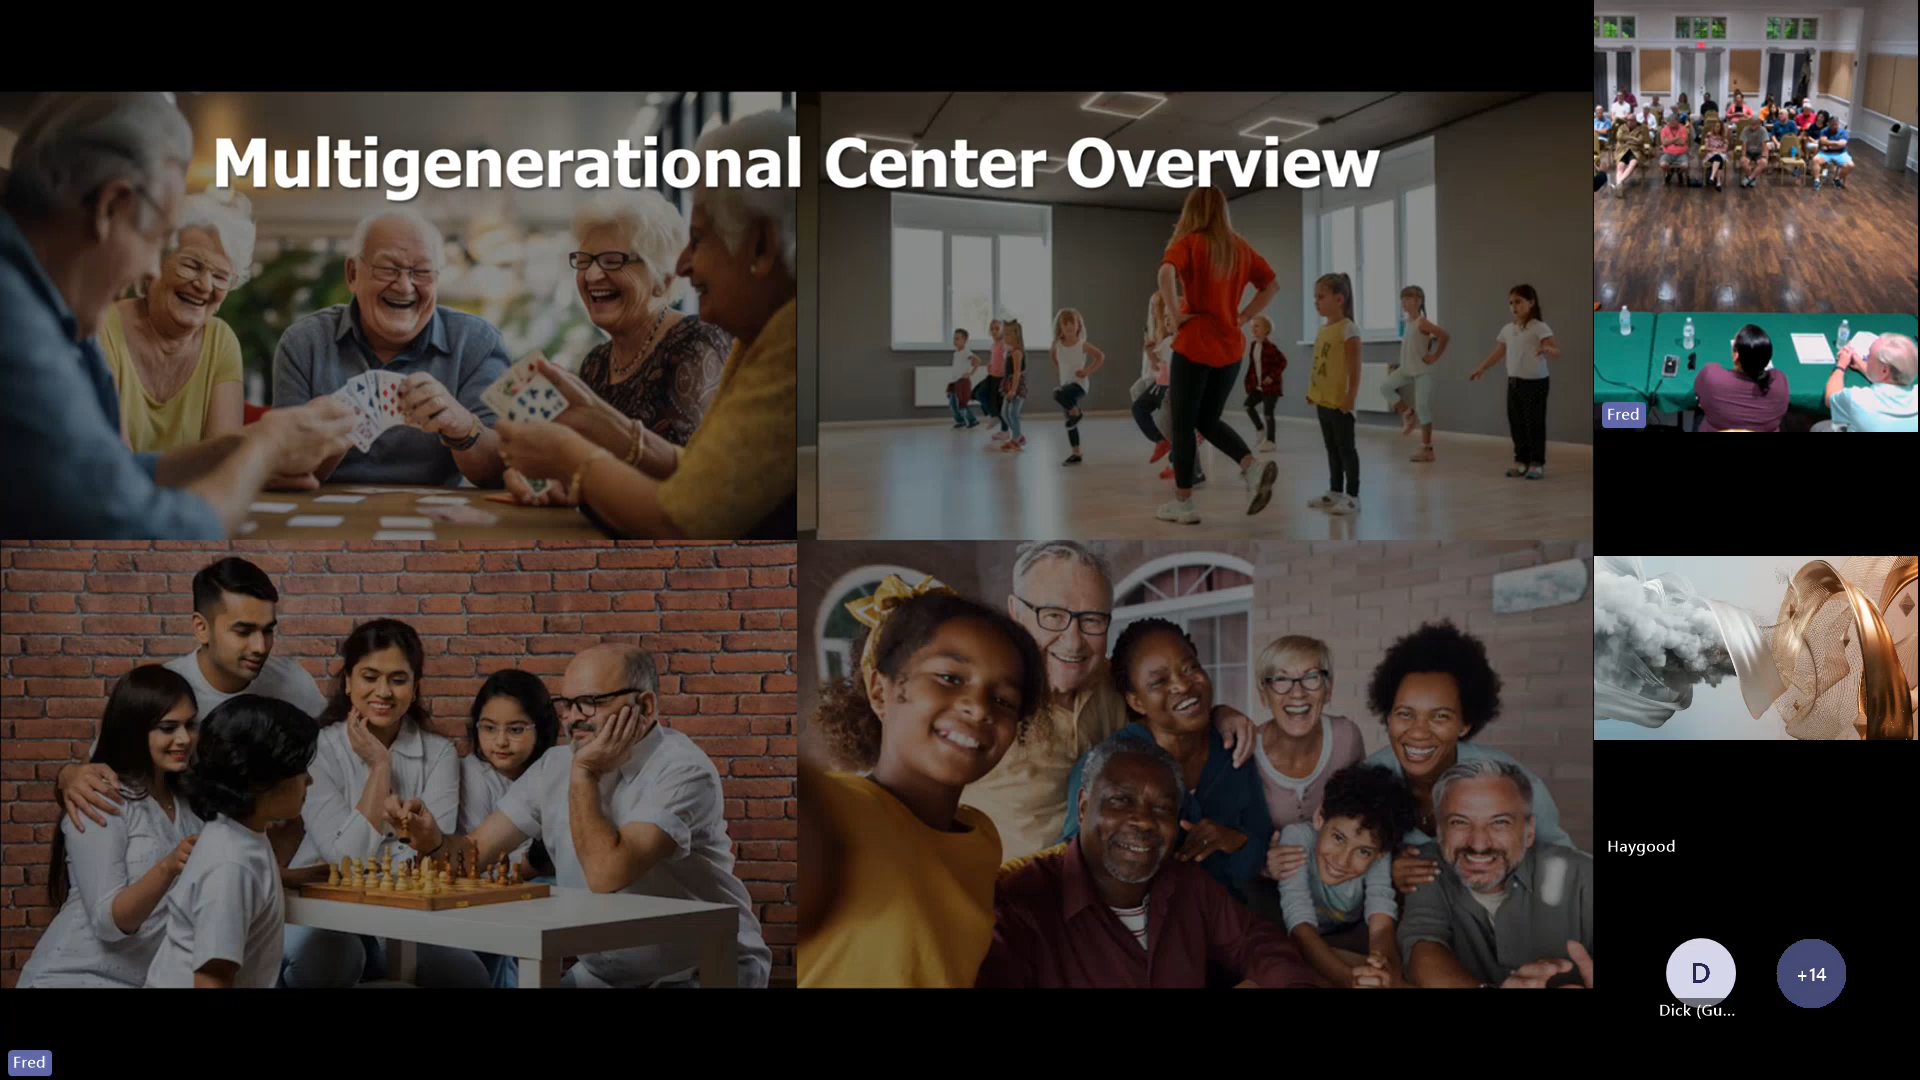 Multigenerational Center Overview
Fred
Haygood
D
+14
Dick (Gu...
Fred